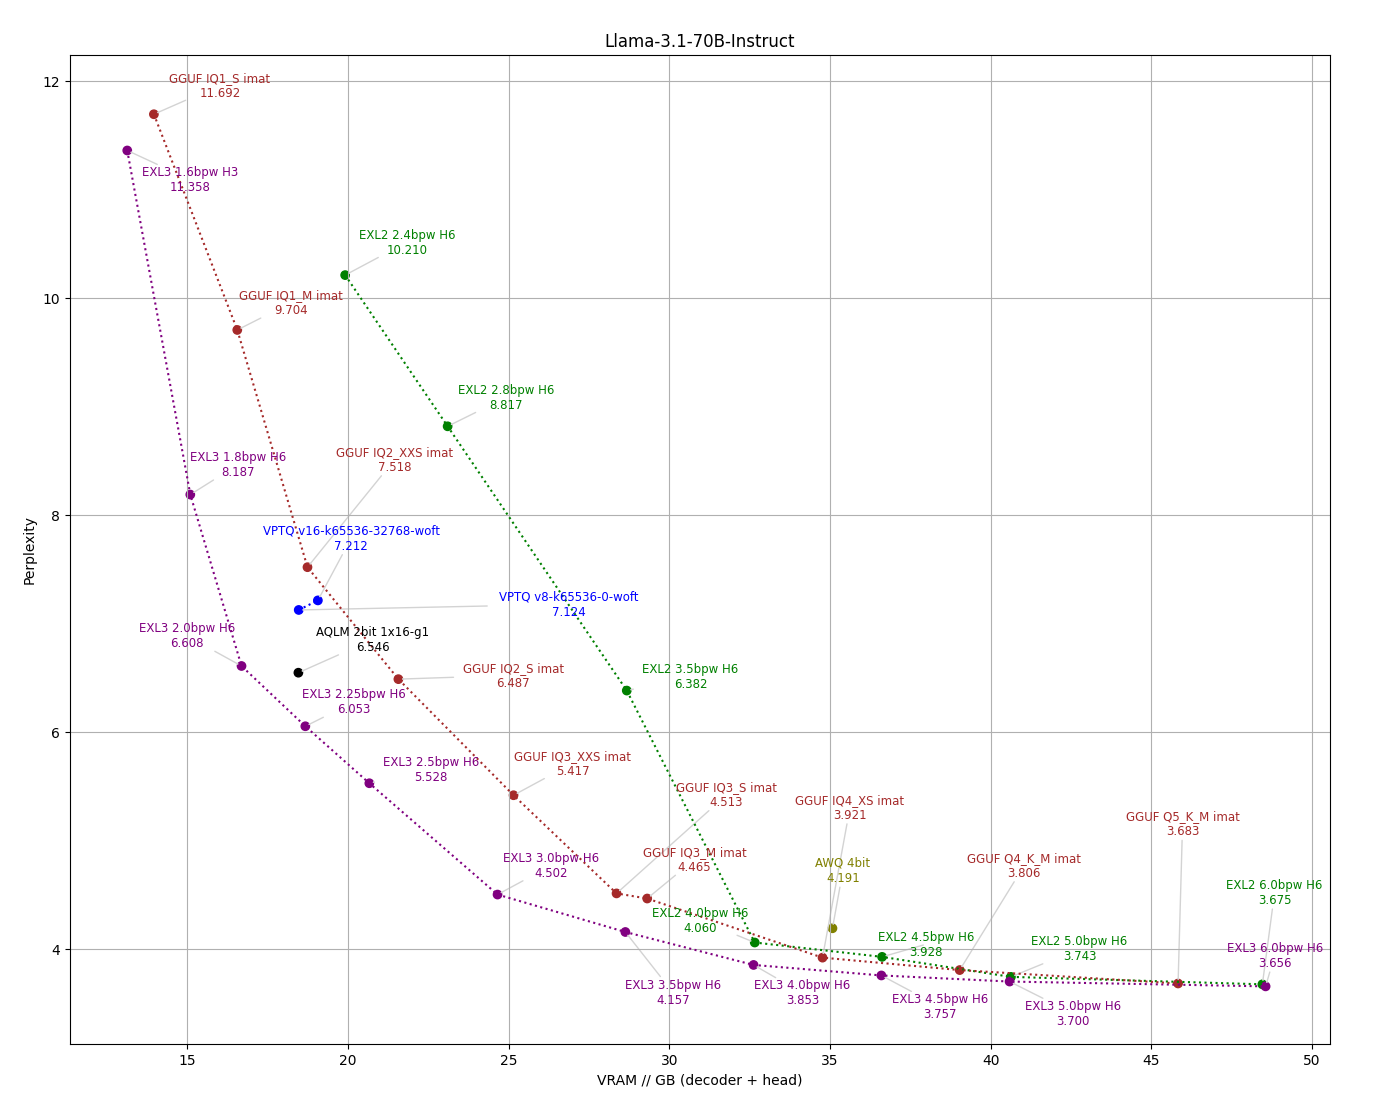 Llama-3.1-70B-Instruct
12
GGUF IQ1_S imat
11.692
EXL3 1.6bpw H3
11.358
EXL2 2.4bpw H6
10.210
10
GGUF IQ1_M imat
9.704
EXL2 2.8bpw H6
8.817
GGUF IQ2_XXS imat
7.518
EXL3 1.8bpw H6
8.187
8
VPTQ v16-k65536-32768-woft
7.212
Perplexity
VPTQ v8-k65536-0-woft
7.124
EXL3 2.0bpw H6
6.608
AQLM 2bit 1x16-g1
6.546
GGUF IQ2_S imat
6.487
EXL2 3.5bpw H6
6.382
EXL3 2.25bpw H6
6.053
6
EXL3 2.5bpw H6
5.528
GGUF IQ3_XXS imat
5.417
GGUF IQ3_S imat
4.513
GGUF IQ4_XS imat
3.921
GGUF Q5_K_M imat
3.683
EXL3 3.0bpw H6
4.502
GGUF IQ3_M imat
4.465
AWQ 4bit
4.191
GGUF Q4_K_M imat
3.806
EXL2 6.0bpw H6
3.675
EXL2 4.0bpw H6
4.060
EXL2 4.5bpw H6
3.928
EXL2 5.0bpw H6
3.743
EXL3 6.0bpw H6
3.656
4
EXL3 3.5bpw H6
4.157
EXL3 4.0bpw H6
3.853
EXL3 4.5bpw H6
3.757
EXL3 5.0bpw H6
3.700
15
20
25
30
35
40
45
50
VRAM // GB (decoder + head)